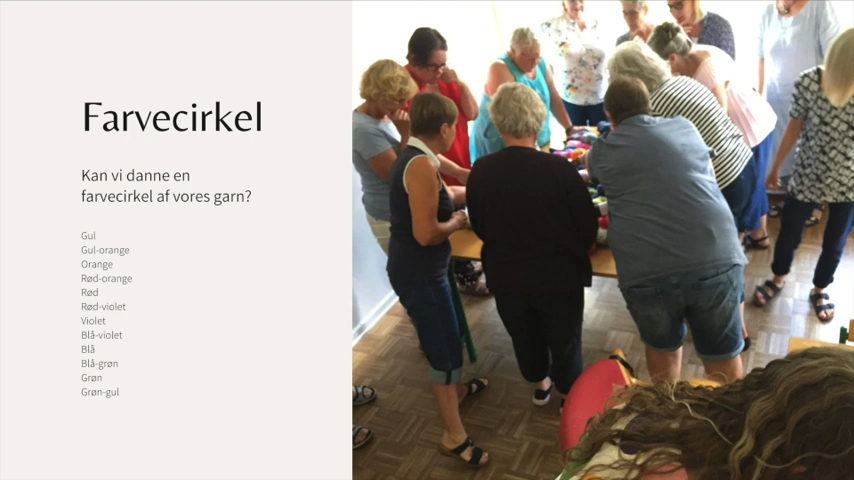 Farvecirkel
Kan vi danne en
farvecirkel af vores garn?
Gul
Gul-orange
Orange
Rød-orange
Rød
Rød-violet
Violet
Blå-violet
Blå
Blå-grøn
Grøn
Grøn-gul